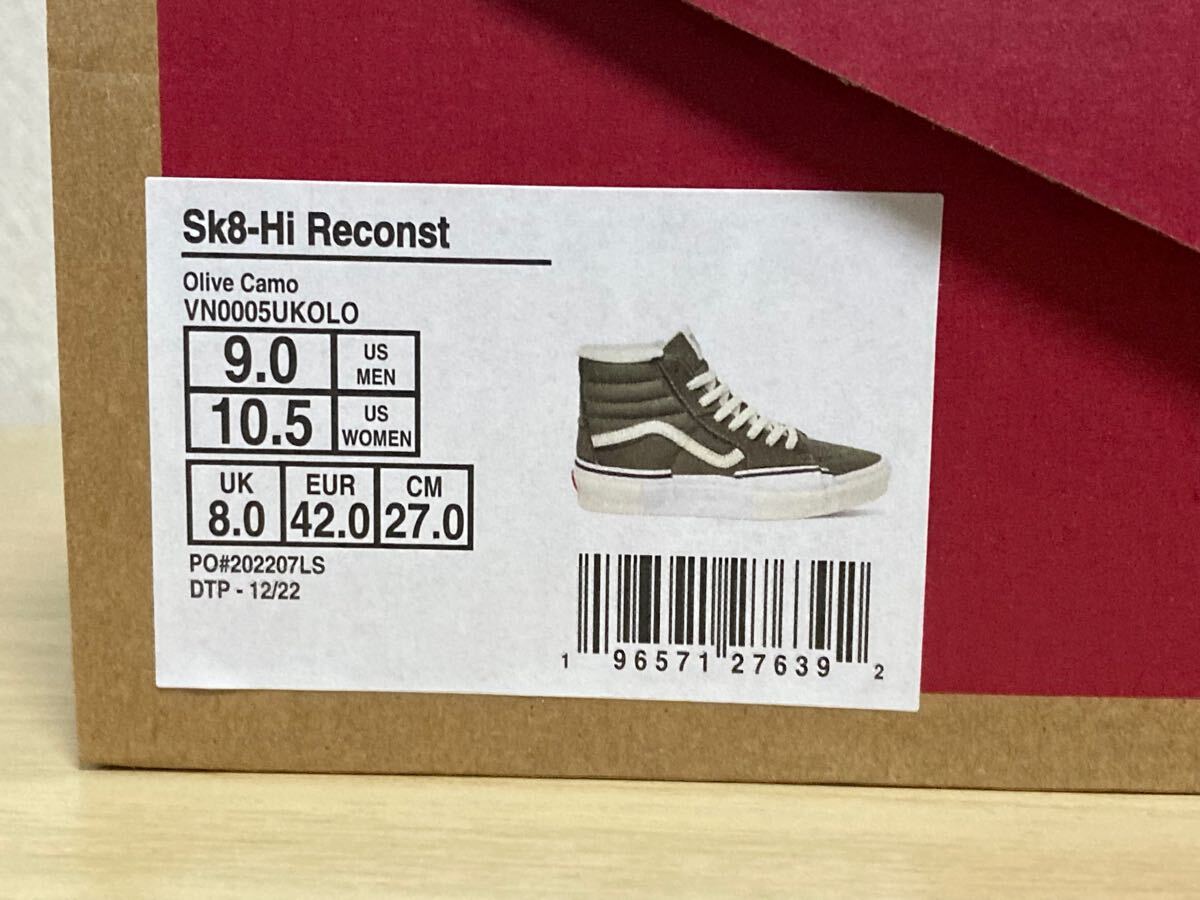 Sk8-Hi Reconst
Olive Camo
VN0005UKOLO
9.0 US MEN
10.5 US WOMEN
UK EUR CM
8.0 42.0 27.0
PO#202207LS
DTP - 12/22
1 96571 27639 2